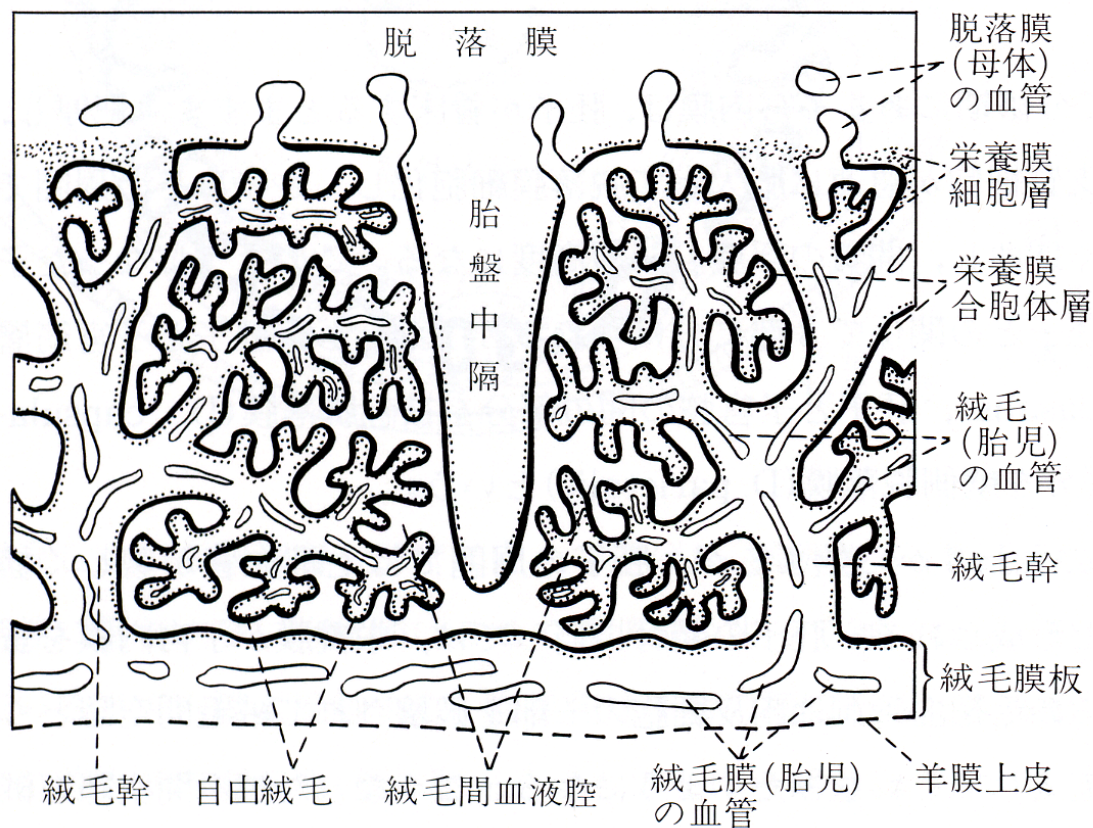 脱落膜
脱落膜
(母体)
の血管
栄養膜
細胞層
胎盤中隔
栄養膜
合胞体層
絨毛
(胎児)
の血管
絨毛幹
絨毛膜板
絨毛幹
自由絨毛
絨毛間血液腔
絨毛膜(胎児)
の血管
羊膜上皮